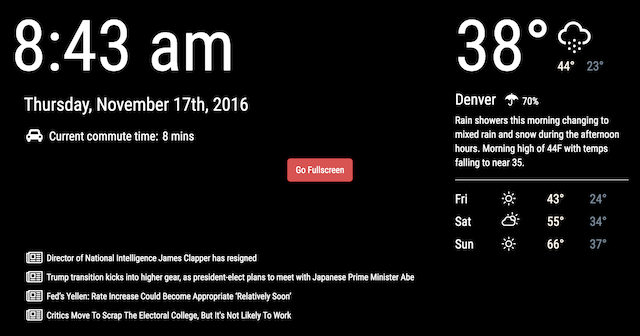 8:43 am
Thursday, November 17th, 2016
Current commute time: 8 mins
38°
44° 23°
Denver 70%
Rain showers this morning changing to
mixed rain and snow during the afternoon
hours. Morning high of 44F with temps
falling to near 35.
Go Fullscreen
Fri 43° 24°
Sat 55° 34°
Sun 66° 37°
Director of National Intelligence James Clapper has resigned
Trump transition kicks into higher gear, as president-elect plans to meet with Japanese Prime Minister Abe
Fed's Yellen: Rate Increase Could Become Appropriate 'Relatively Soon'
Critics Move To Scrap The Electoral College, But It's Not Likely To Work